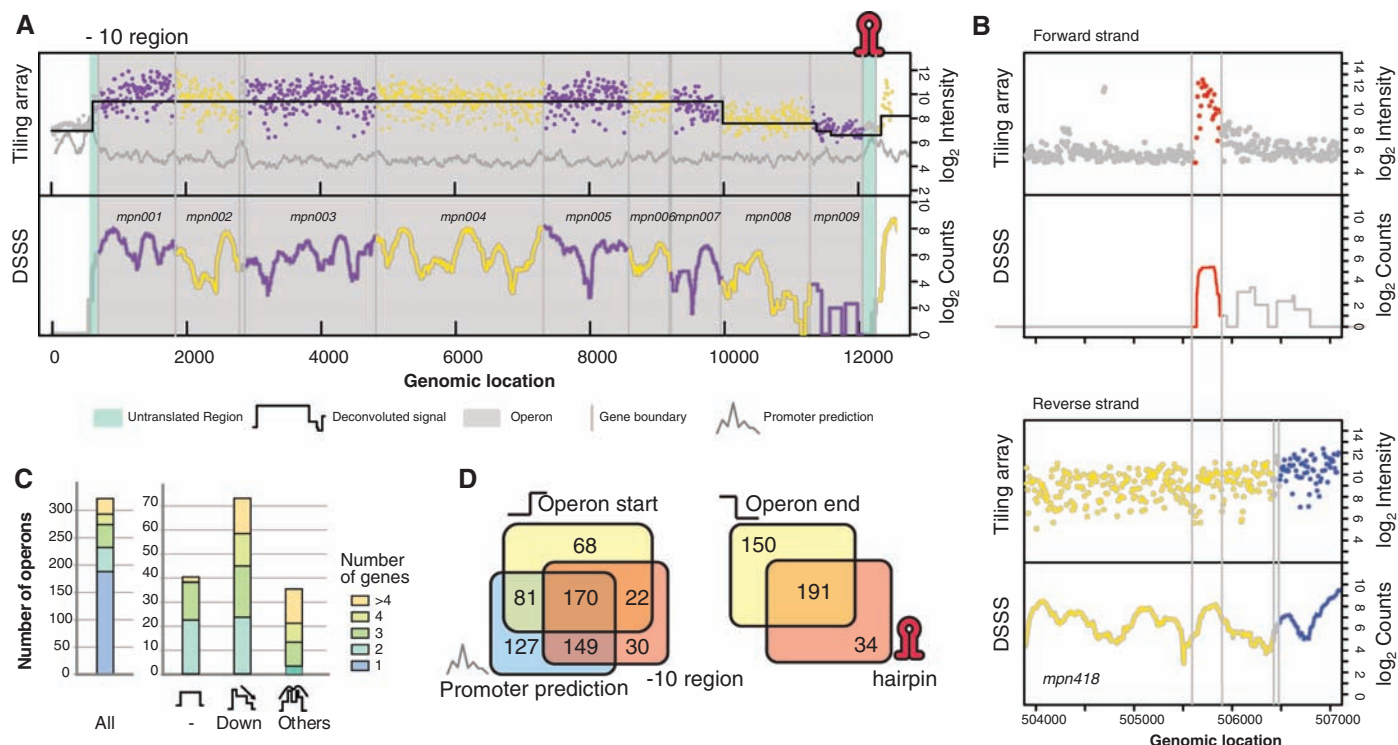 A
- 10 region
Tiling array
log2 Intensity
12
10
8
6
4
2
DSSS
log2 Counts
10
8
6
4
2
0
mpn001 mpn002 mpn003 mpn004 mpn005 mpn006 mpn007 mpn008 mpn009
0 2000 4000 6000 8000 10000 12000
Genomic location
Untranslated Region Deconvoluted signal Operon Gene boundary Promoter prediction
B
Forward strand
Tiling array
log2 Intensity
14
12
10
8
6
4
DSSS
log2 Counts
10
8
6
4
2
0
Reverse strand
Tiling array
log2 Intensity
14
12
10
8
6
4
DSSS
log2 Counts
10
8
6
4
2
0
mpn418
504000 505000 506000 507000
Genomic location
C
Number of operons
300
250
200
150
100
50
0
70
60
50
40
30
20
10
0
All - Down Others
Number
of genes
>4
4
3
2
1
D
Operon start
68
81 170 22
127 149 30
Promoter prediction
-10 region
Operon end
150
191
34
hairpin